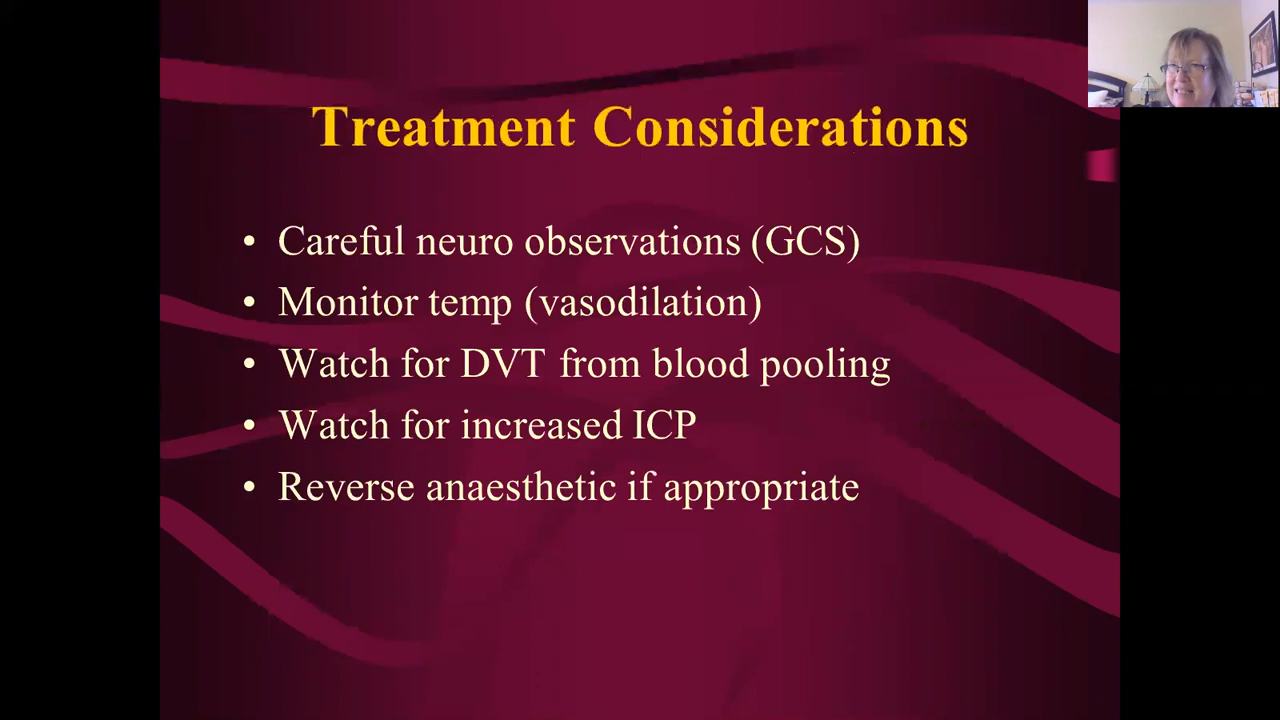 Treatment Considerations
• Careful neuro observations (GCS)
• Monitor temp (vasodilation)
• Watch for DVT from blood pooling
• Watch for increased ICP
• Reverse anaesthetic if appropriate